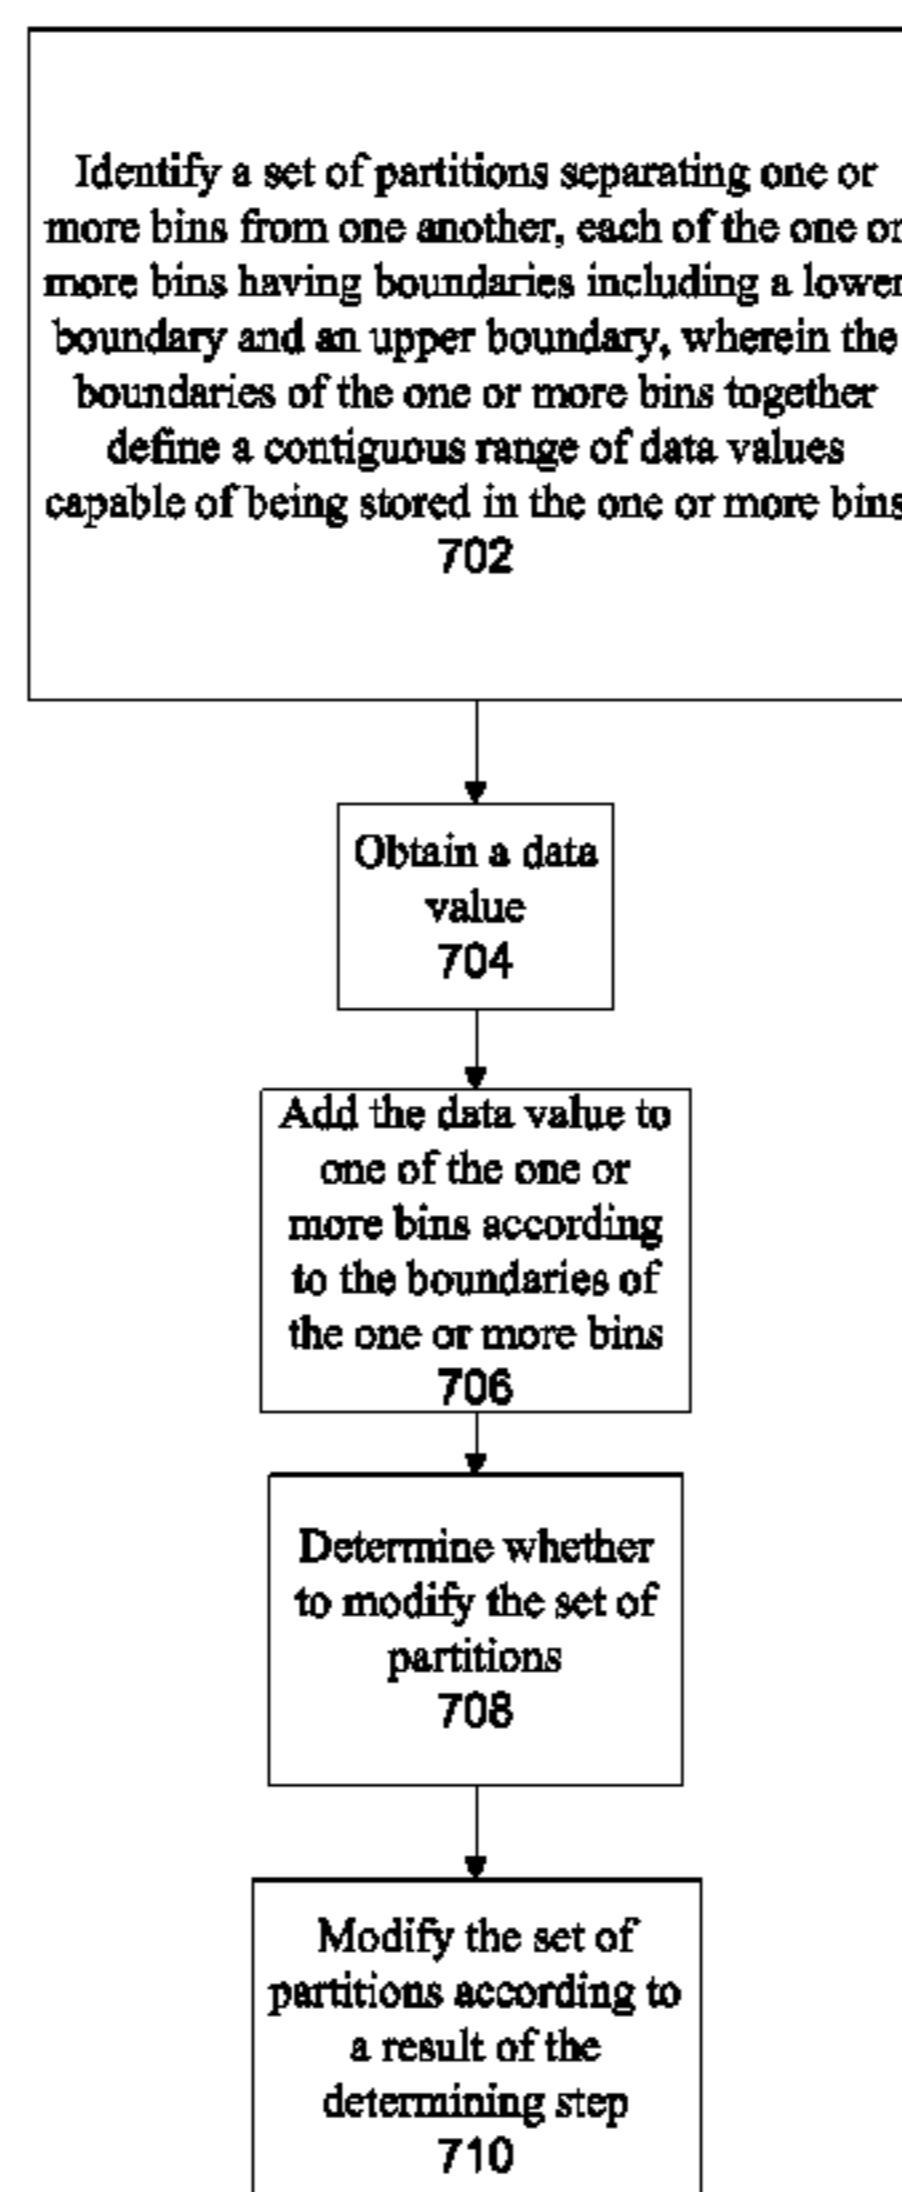 Identify a set of partitions separating one or
more bins from one another, each of the one or
more bins having boundaries including a lower
boundary and an upper boundary, wherein the
boundaries of the one or more bins together
define a contiguous range of data values
capable of being stored in the one or more bins
702
Obtain a data
value
704
Add the data value to
one of the one or
more bins according
to the boundaries of
the one or more bins
706
Determine whether
to modify the set of
partitions
708
Modify the set of
partitions according to
a result of the
determining step
710